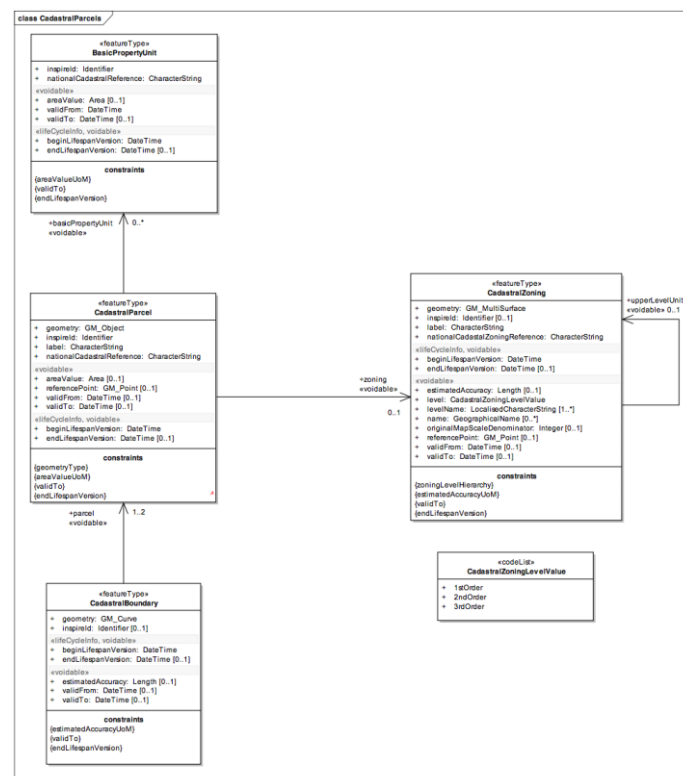 class CadastralParcels
«featureType»
BasicPropertyUnit
+ inspireId: Identifier
+ nationalCadastralReference: CharacterString
«voidable»
+ areaValue: Area [0..1]
+ validFrom: DateTime
+ validTo: DateTime [0..1]
«lifeCycleInfo, voidable»
+ beginLifespanVersion: DateTime
+ endLifespanVersion: DateTime [0..1]
constraints
{areaValueUoM}
{validTo}
{endLifespanVersion}
+basicPropertyUnit 0..*
«voidable»
«featureType»
CadastralParcel
+ geometry: GM_Object
+ inspireId: Identifier
+ label: CharacterString
+ nationalCadastralReference: CharacterString
«voidable»
+ areaValue: Area [0..1]
+ referencePoint: GM_Point [0..1]
+ validFrom: DateTime [0..1]
+ validTo: DateTime [0..1]
«lifeCycleInfo, voidable»
+ beginLifespanVersion: DateTime
+ endLifespanVersion: DateTime [0..1]
constraints
{geometryType}
{areaValueUoM}
{validTo}
{endLifespanVersion}
+zoning
«voidable»
0..1
«featureType»
CadastralZoning
+ geometry: GM_MultiSurface
+ inspireId: Identifier [0..1]
+ label: CharacterString
+ nationalCadastalZoningReference: CharacterString
«lifeCycleInfo, voidable»
+ beginLifespanVersion: DateTime
+ endLifespanVersion: DateTime [0..1]
«voidable»
+ estimatedAccuracy: Length [0..1]
+ level: CadastralZoningLevelValue
+ levelName: LocalisedCharacterString [1..*]
+ name: GeographicalName [0..*]
+ originalMapScaleDenominator: Integer [0..1]
+ referencePoint: GM_Point [0..1]
+ validFrom: DateTime [0..1]
+ validTo: DateTime [0..1]
constraints
{zoningLevelHierarchy}
{estimatedAccuracyUoM}
{validTo}
{endLifespanVersion}
+upperLevelUnit
«voidable» 0..1
+parcel 1..2
«voidable»
«featureType»
CadastralBoundary
+ geometry: GM_Curve
+ inspireId: Identifier [0..1]
«lifeCycleInfo, voidable»
+ beginLifespanVersion: DateTime
+ endLifespanVersion: DateTime [0..1]
«voidable»
+ estimatedAccuracy: Length [0..1]
+ validFrom: DateTime [0..1]
+ validTo: DateTime [0..1]
constraints
{estimatedAccuracyUoM}
{validTo}
{endLifespanVersion}
«codeList»
CadastralZoningLevelValue
+ 1stOrder
+ 2ndOrder
+ 3rdOrder